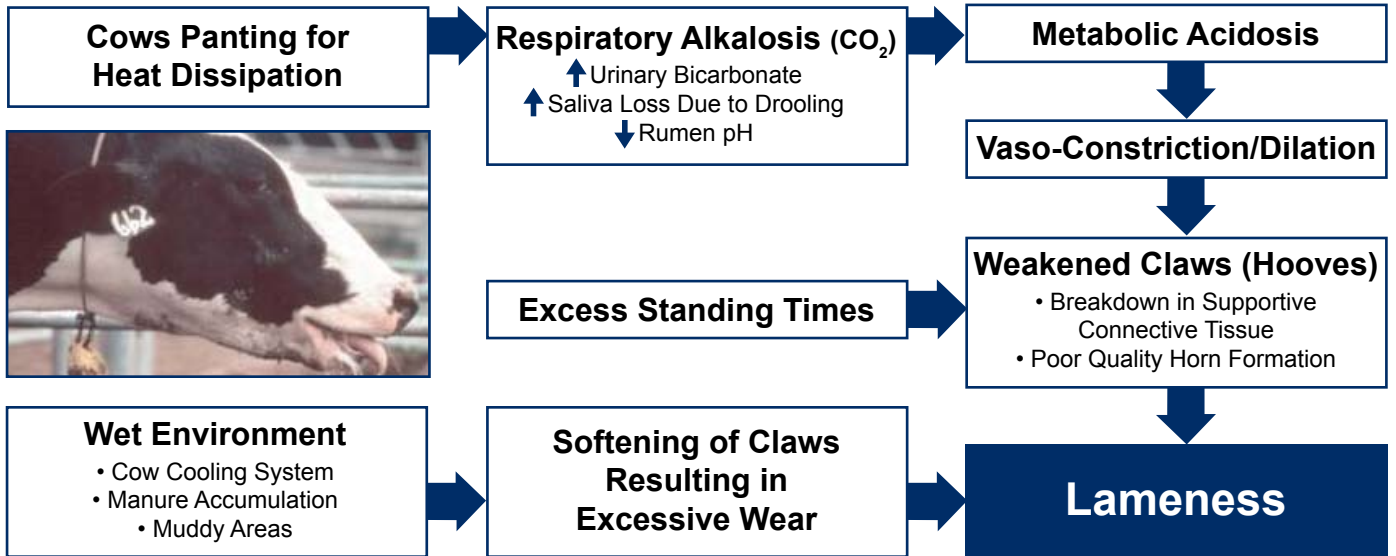 Cows Panting for
Heat Dissipation
Respiratory Alkalosis (CO₂)
Urinary Bicarbonate
Saliva Loss Due to Drooling
Rumen pH
Metabolic Acidosis
Vaso-Constriction/Dilation
662
Excess Standing Times
Weakened Claws (Hooves)
• Breakdown in Supportive
Connective Tissue
• Poor Quality Horn Formation
Wet Environment
• Cow Cooling System
• Manure Accumulation
• Muddy Areas
Softening of Claws
Resulting in
Excessive Wear
Lameness